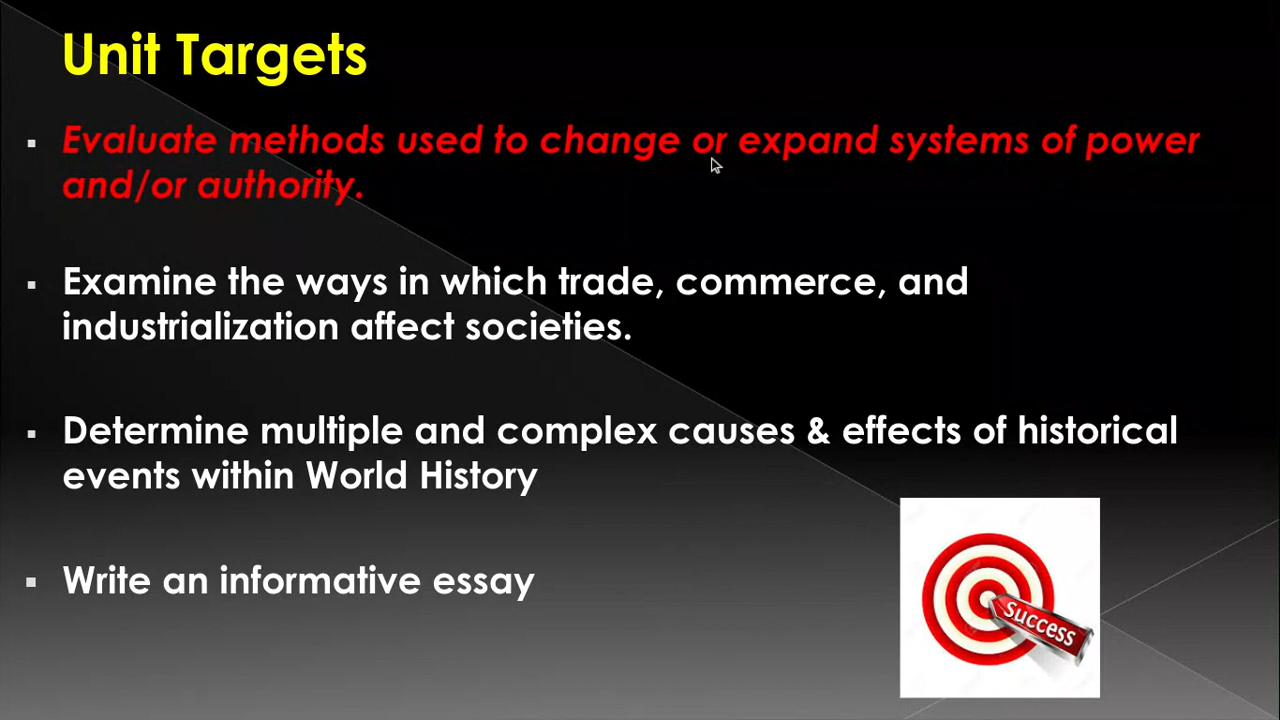 Unit Targets
Evaluate methods used to change or expand systems of power
and/or authority.
Examine the ways in which trade, commerce, and
industrialization affect societies.
Determine multiple and complex causes & effects of historical
events within World History
Write an informative essay
success